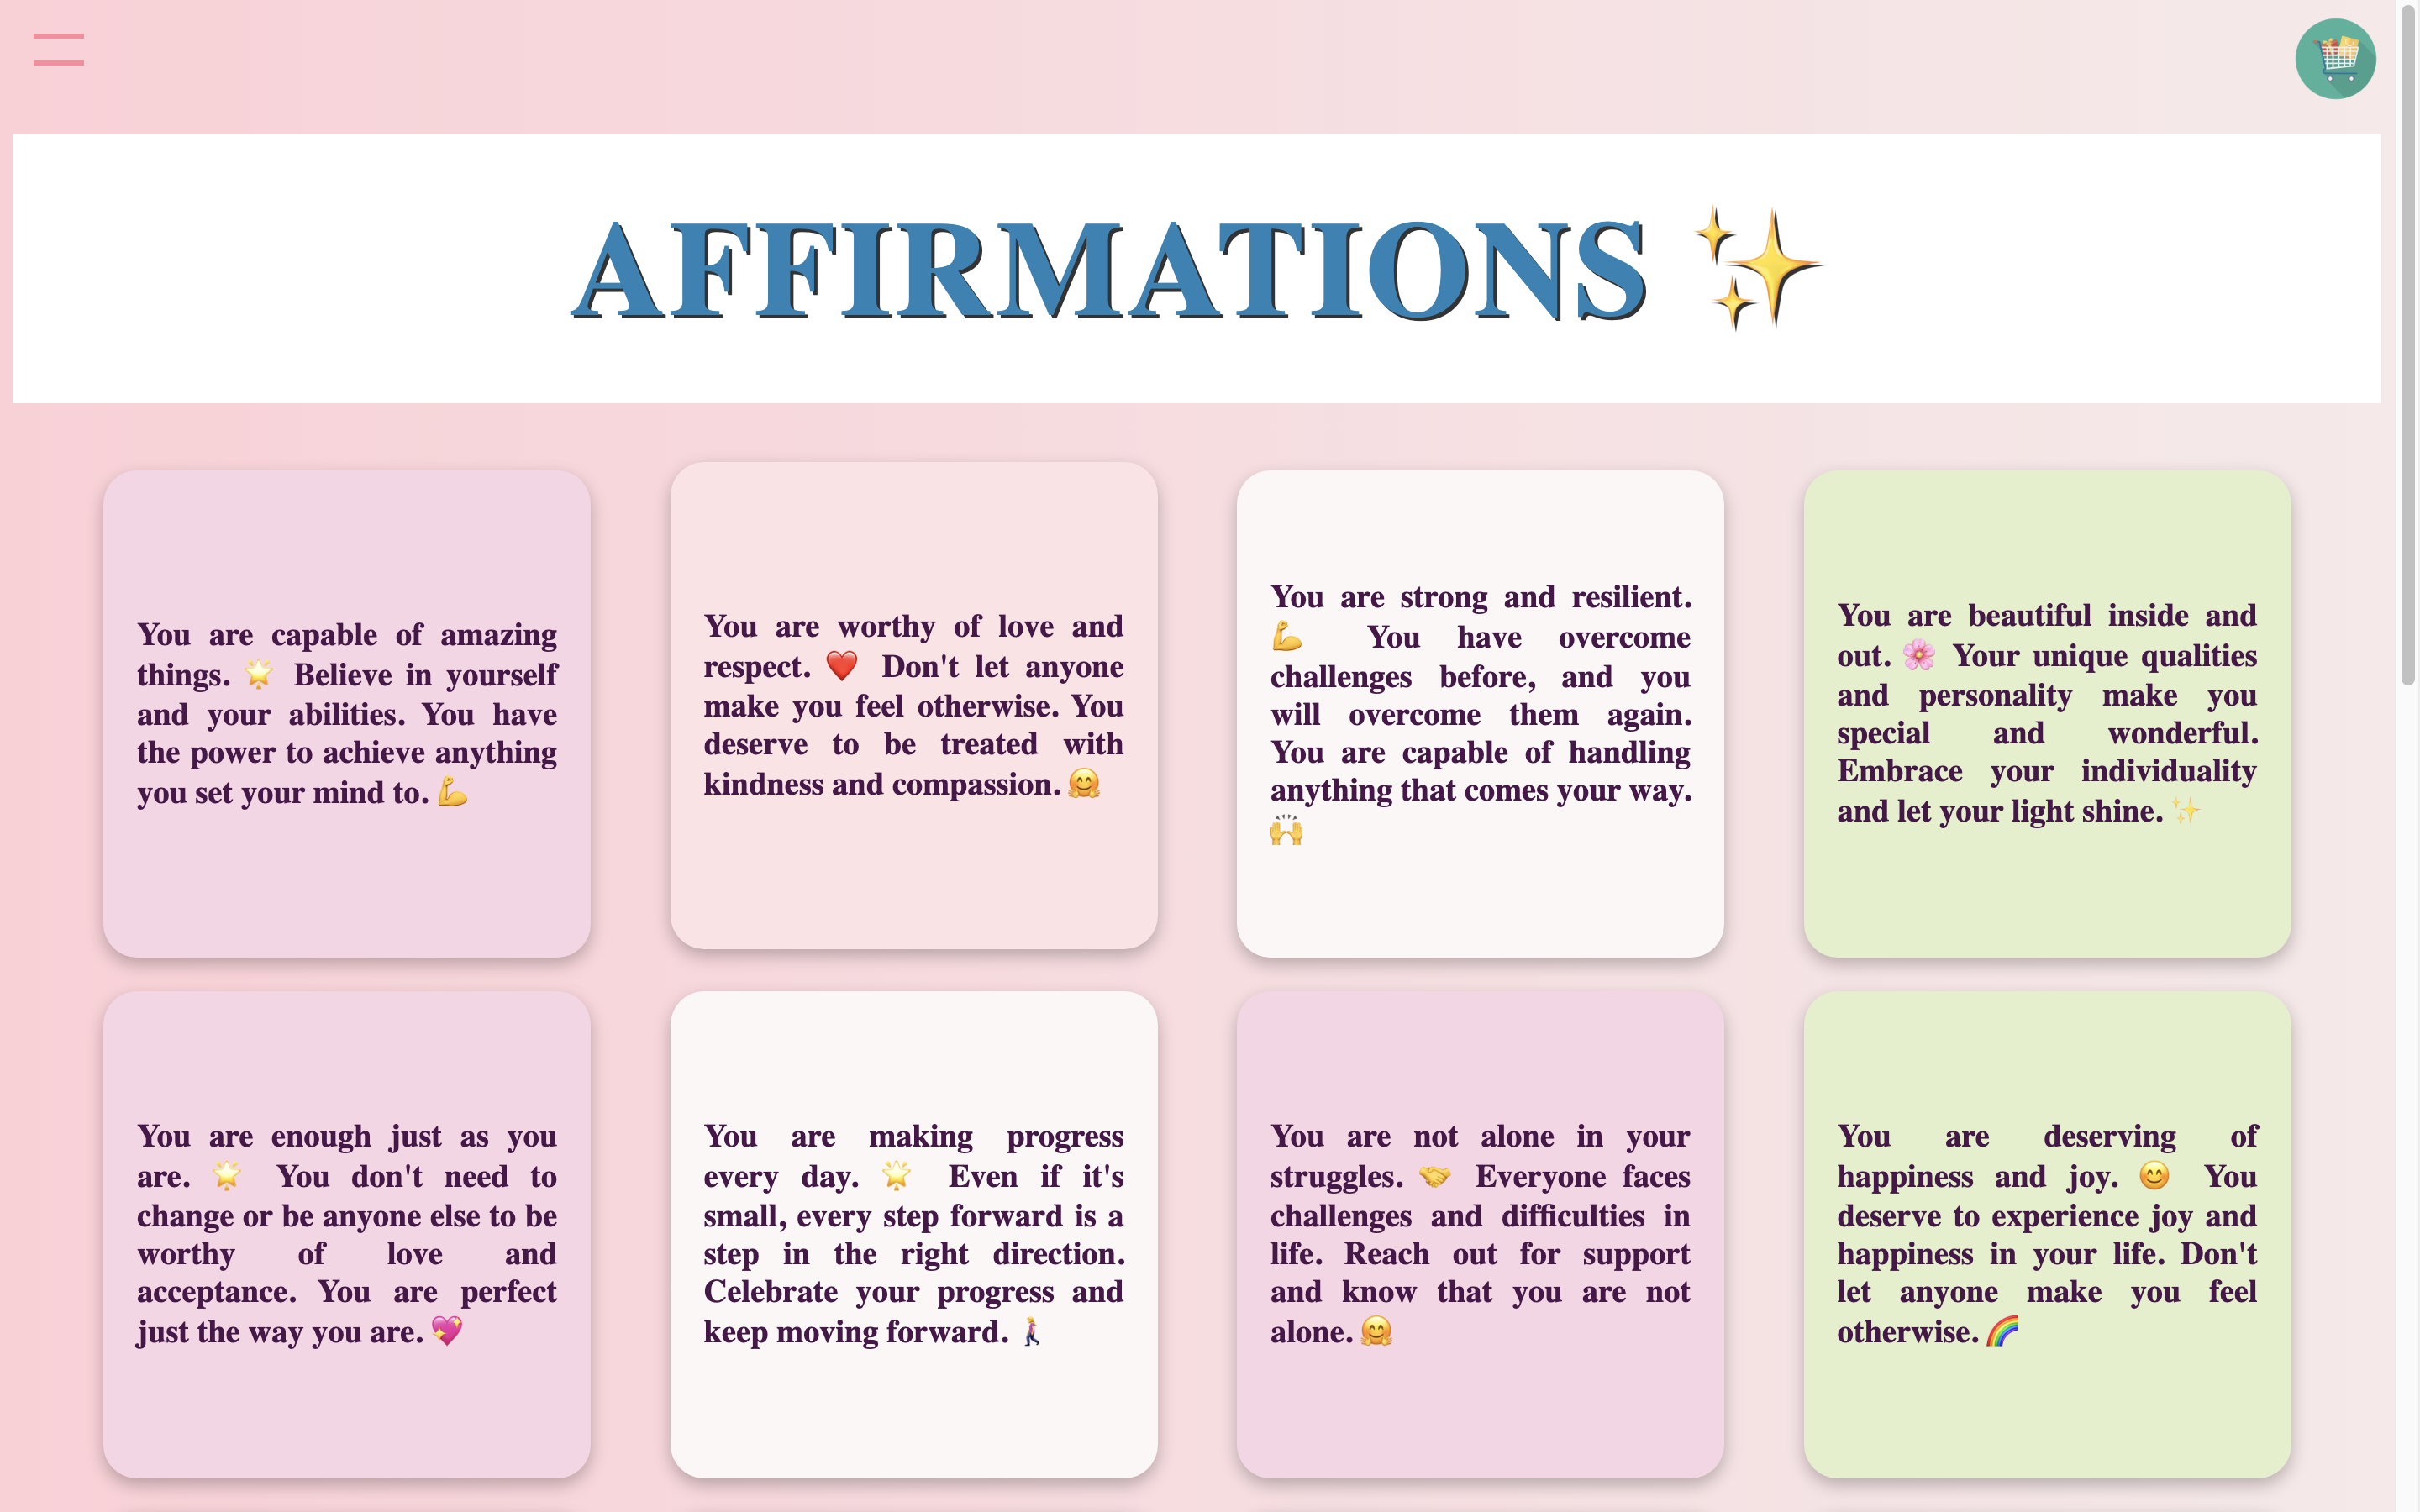 AFFIRMATIONS ✨
You are capable of amazing
things. 🌟 Believe in yourself
and your abilities. You have
the power to achieve anything
you set your mind to. 💪
You are worthy of love and
respect. ❤️ Don't let anyone
make you feel otherwise. You
deserve to be treated with
kindness and compassion. 🤗
You are strong and resilient.
💪 You have overcome
challenges before, and you
will overcome them again.
You are capable of handling
anything that comes your way.
🙌
You are beautiful inside and
out. 🌸 Your unique qualities
and personality make you
special and wonderful.
Embrace your individuality
and let your light shine. ✨
You are enough just as you
are. 🌟 You don't need to
change or be anyone else to be
worthy of love and
acceptance. You are perfect
just the way you are. 💖
You are making progress
every day. 🌟 Even if it's
small, every step forward is a
step in the right direction.
Celebrate your progress and
keep moving forward. 🚶‍♀️
You are not alone in your
struggles. 🤝 Everyone faces
challenges and difficulties in
life. Reach out for support
and know that you are not
alone. 🤗
You are deserving of
happiness and joy. 😊 You
deserve to experience joy and
happiness in your life. Don't
let anyone make you feel
otherwise. 🌈